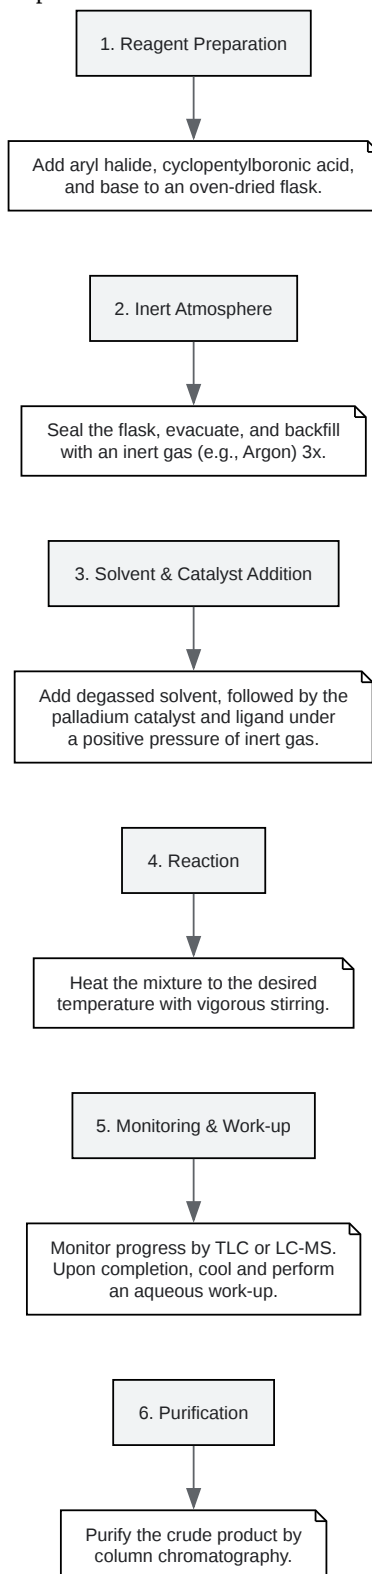 1. Reagent Preparation
Add aryl halide, cyclopentylboronic acid,
and base to an oven-dried flask.
2. Inert Atmosphere
Seal the flask, evacuate, and backfill
with an inert gas (e.g., Argon) 3x.
3. Solvent & Catalyst Addition
Add degassed solvent, followed by the
palladium catalyst and ligand under
a positive pressure of inert gas.
4. Reaction
Heat the mixture to the desired
temperature with vigorous stirring.
5. Monitoring & Work-up
Monitor progress by TLC or LC-MS.
Upon completion, cool and perform
an aqueous work-up.
6. Purification
Purify the crude product by
column chromatography.